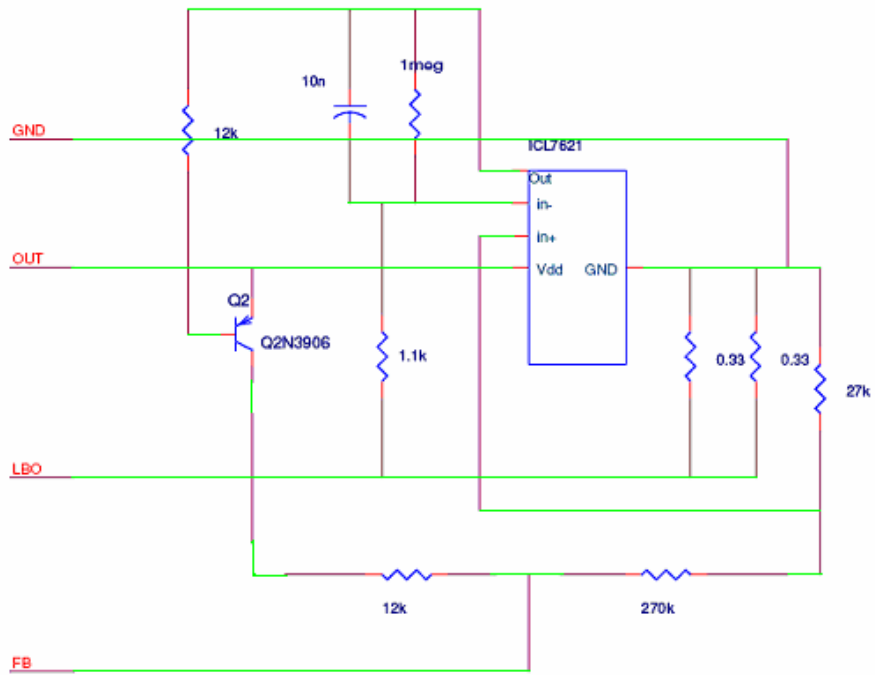 10n
1meg
GND
12k
ICL7621
Out
in-
in+
OUT
Vdd
GND
Q2
Q2N3906
1.1k
0.33
0.33
27k
LBO
12k
270k
FB